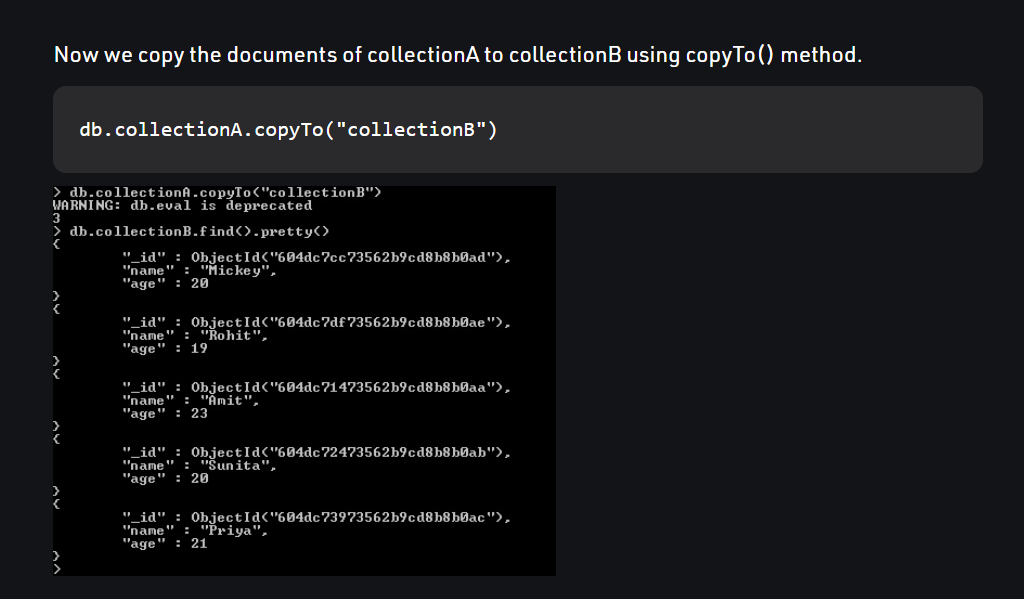 Now we copy the documents of collectionA to collectionB using copyTo() method.
db.collectionA.copyTo("collectionB")
> db.collectionA.copyTo("collectionB")
WARNING: db.eval is deprecated
3
> db.collectionB.find().pretty()
{
"_id" : ObjectId("604dc7cc73562b9cd8b8b0ad"),
"name" : "Mickey",
"age" : 20
}
{
"_id" : ObjectId("604dc7df73562b9cd8b8b0ae"),
"name" : "Rohit",
"age" : 19
}
{
"_id" : ObjectId("604dc71473562b9cd8b8b0aa"),
"name" : "Amit",
"age" : 23
}
{
"_id" : ObjectId("604dc72473562b9cd8b8b0ab"),
"name" : "Sunita",
"age" : 20
}
{
"_id" : ObjectId("604dc73973562b9cd8b8b0ac"),
"name" : "Priya",
"age" : 21
}
>